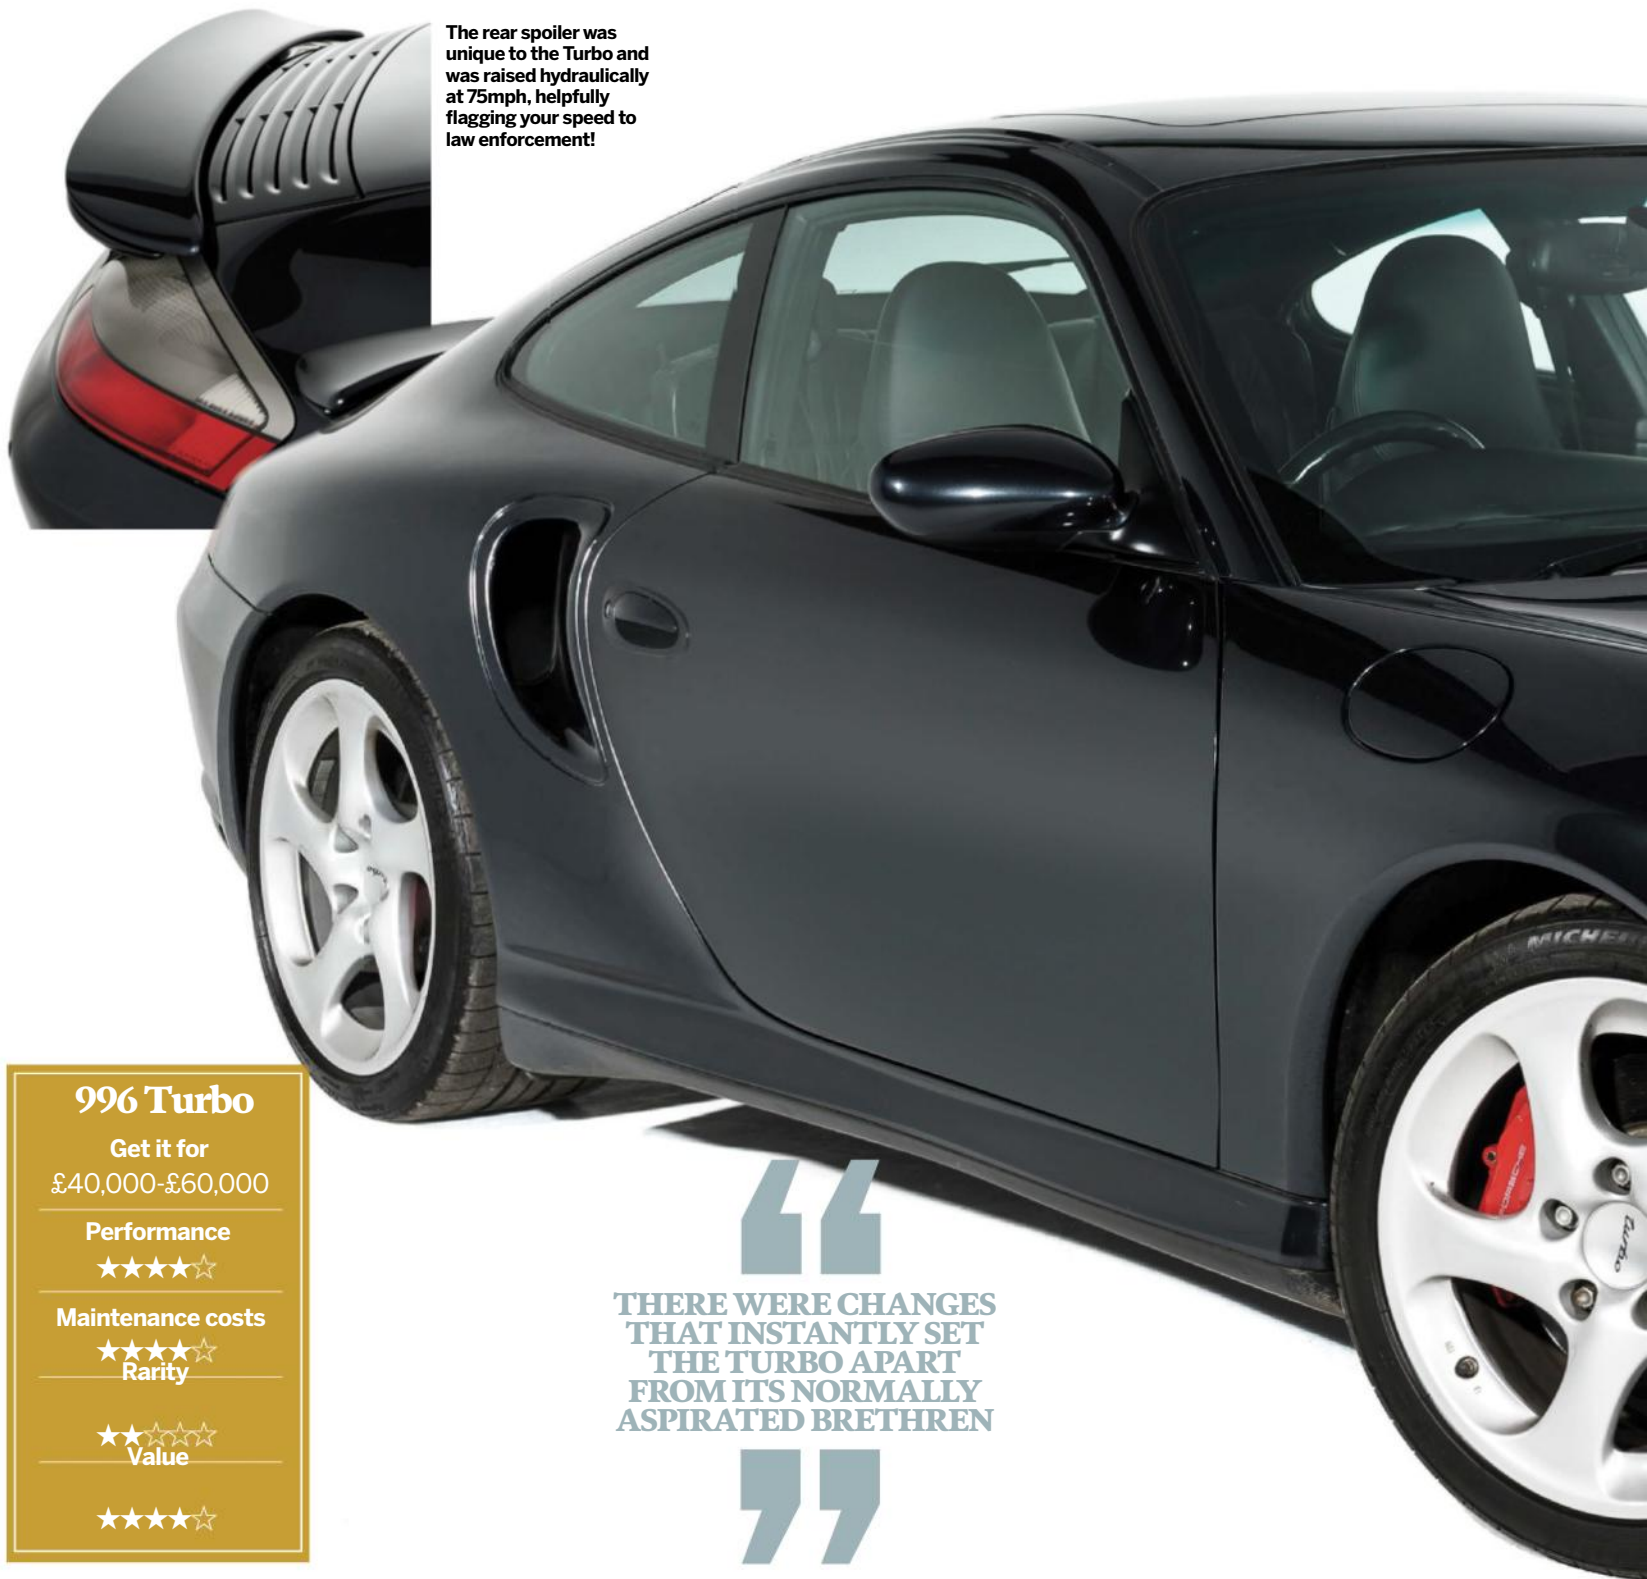 The rear spoiler was
unique to the Turbo and
was raised hydraulically
at 75mph, helpfully
flagging your speed to
law enforcement!
MICHEL
PORSCHE
turbo
996 Turbo
Get it for
£40,000-£60,000
Performance
★★★★☆
Maintenance costs
★★★★☆
Rarity
★★☆☆☆
Value
★★★★☆
“
THERE WERE CHANGES
THAT INSTANTLY SET
THE TURBO APART
FROM ITS NORMALLY
ASPIRATED BRETHREN
”